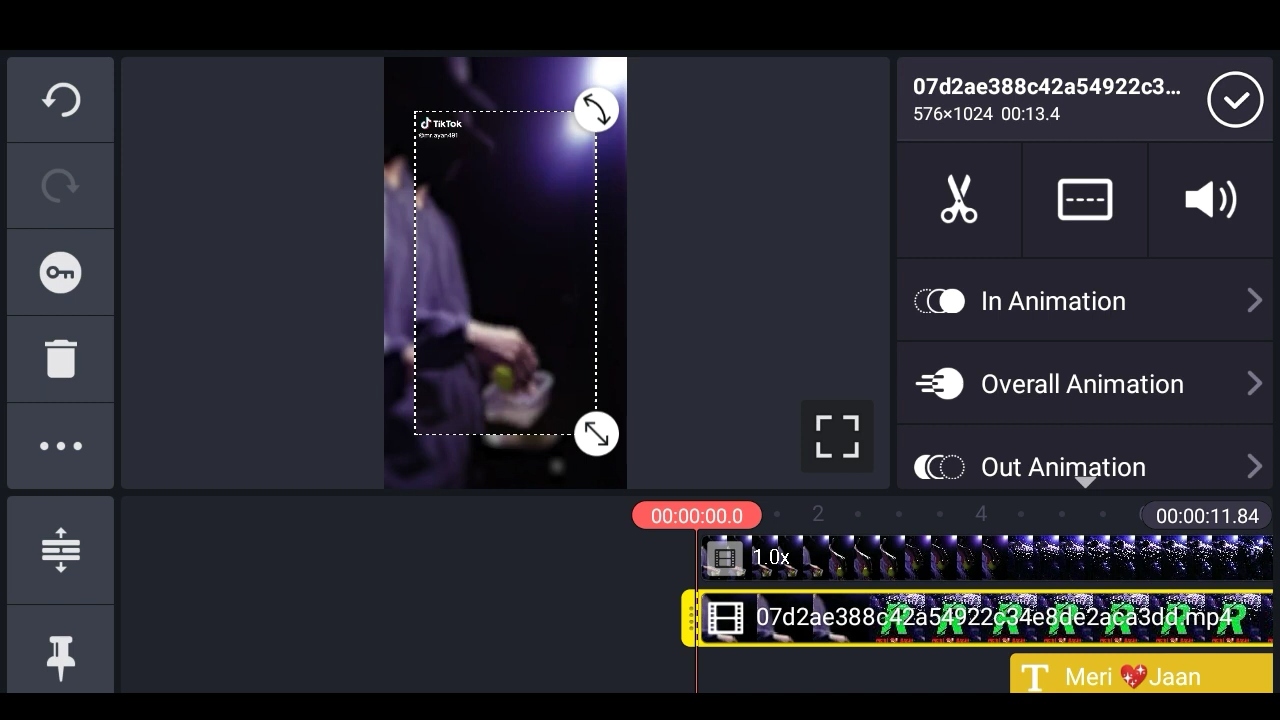 07d2ae388c42a54922c3...
576×1024 00:13.4
TikTok
@mr.ayan491
In Animation
Overall Animation
Out Animation
00:00:00.0
2
4
00:00:11.84
1.0x
07d2ae388c42a54922c34e8de2aca3dd.mp4
R R R R R R R
T Meri 💖Jaan